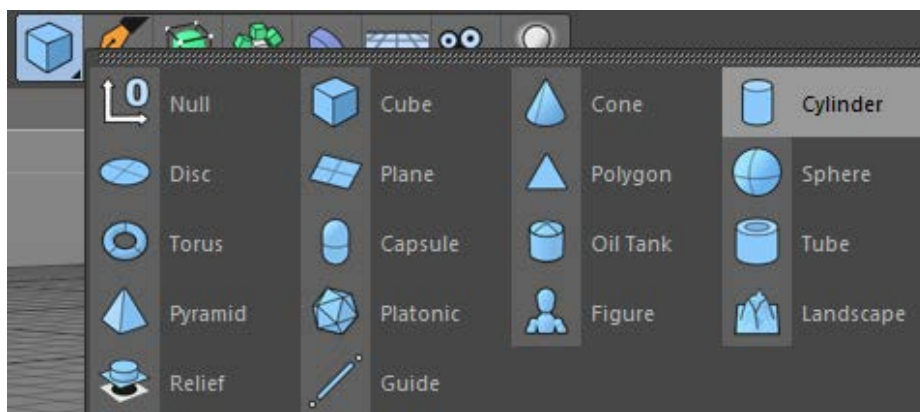 Null Cube Cone Cylinder
Disc Plane Polygon Sphere
Torus Capsule Oil Tank Tube
Pyramid Platonic Figure Landscape
Relief Guide